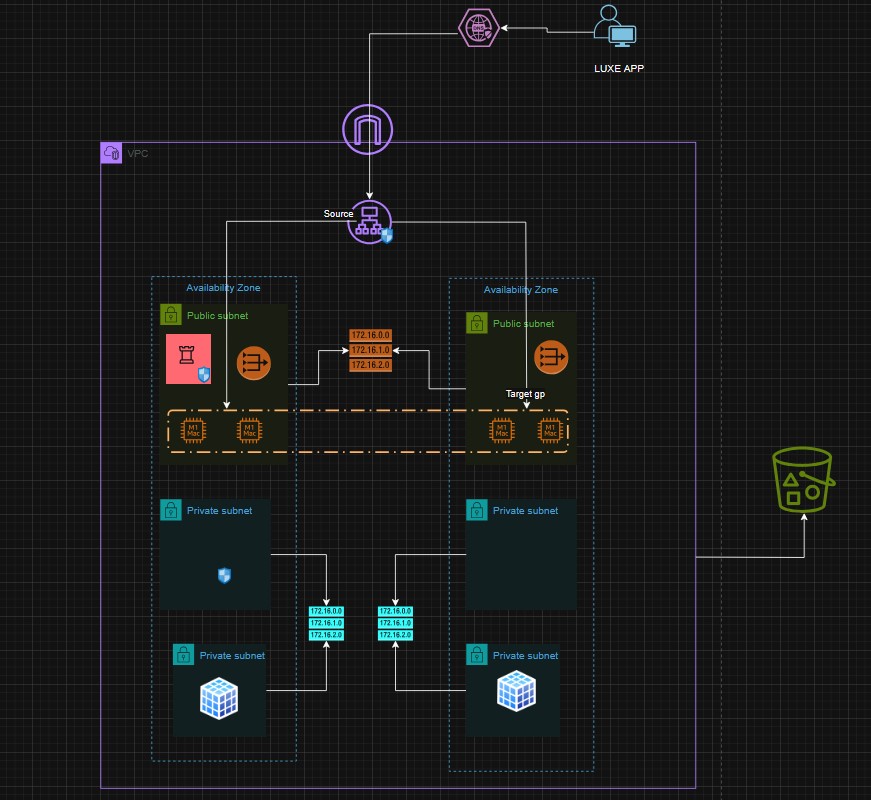 LUXE APP
VPC
Source
Availability Zone
Availability Zone
Public subnet
Public subnet
172.16.0.0
172.16.1.0
172.16.2.0
Target gp
M1
Mac
M1
Mac
M1
Mac
M1
Mac
Private subnet
Private subnet
172.16.0.0
172.16.1.0
172.16.2.0
172.16.0.0
172.16.1.0
172.16.2.0
Private subnet
Private subnet